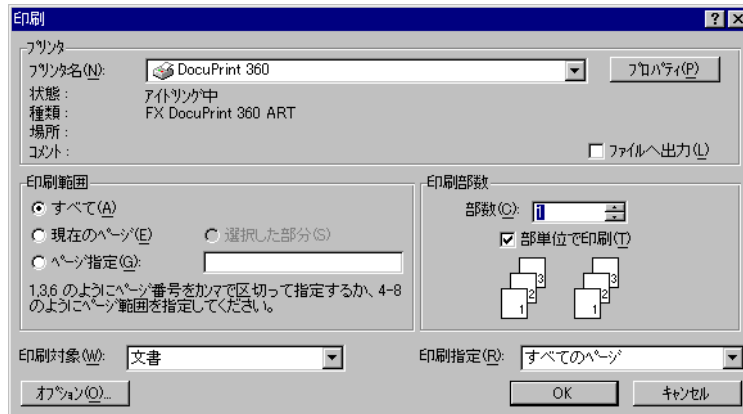 印刷
プリンタ
プリンタ名(N): DocuPrint 360 プロパティ(P)
状態: アイドリング中
種類: FX DocuPrint 360 ART
場所:
コメント: ファイルへ出力(L)
印刷範囲
すべて(A)
現在のページ(E) 選択した部分(S)
ページ指定(G):
1,3,6 のようにページ番号をカンマで区切って指定するか、4-8
のようにページ範囲を指定してください。
印刷部数
部数(C): 1
部単位で印刷(T)
3 3
2 2
1 1
印刷対象(W): 文書 印刷指定(R): すべてのページ
オプション(O)... OK キャンセル